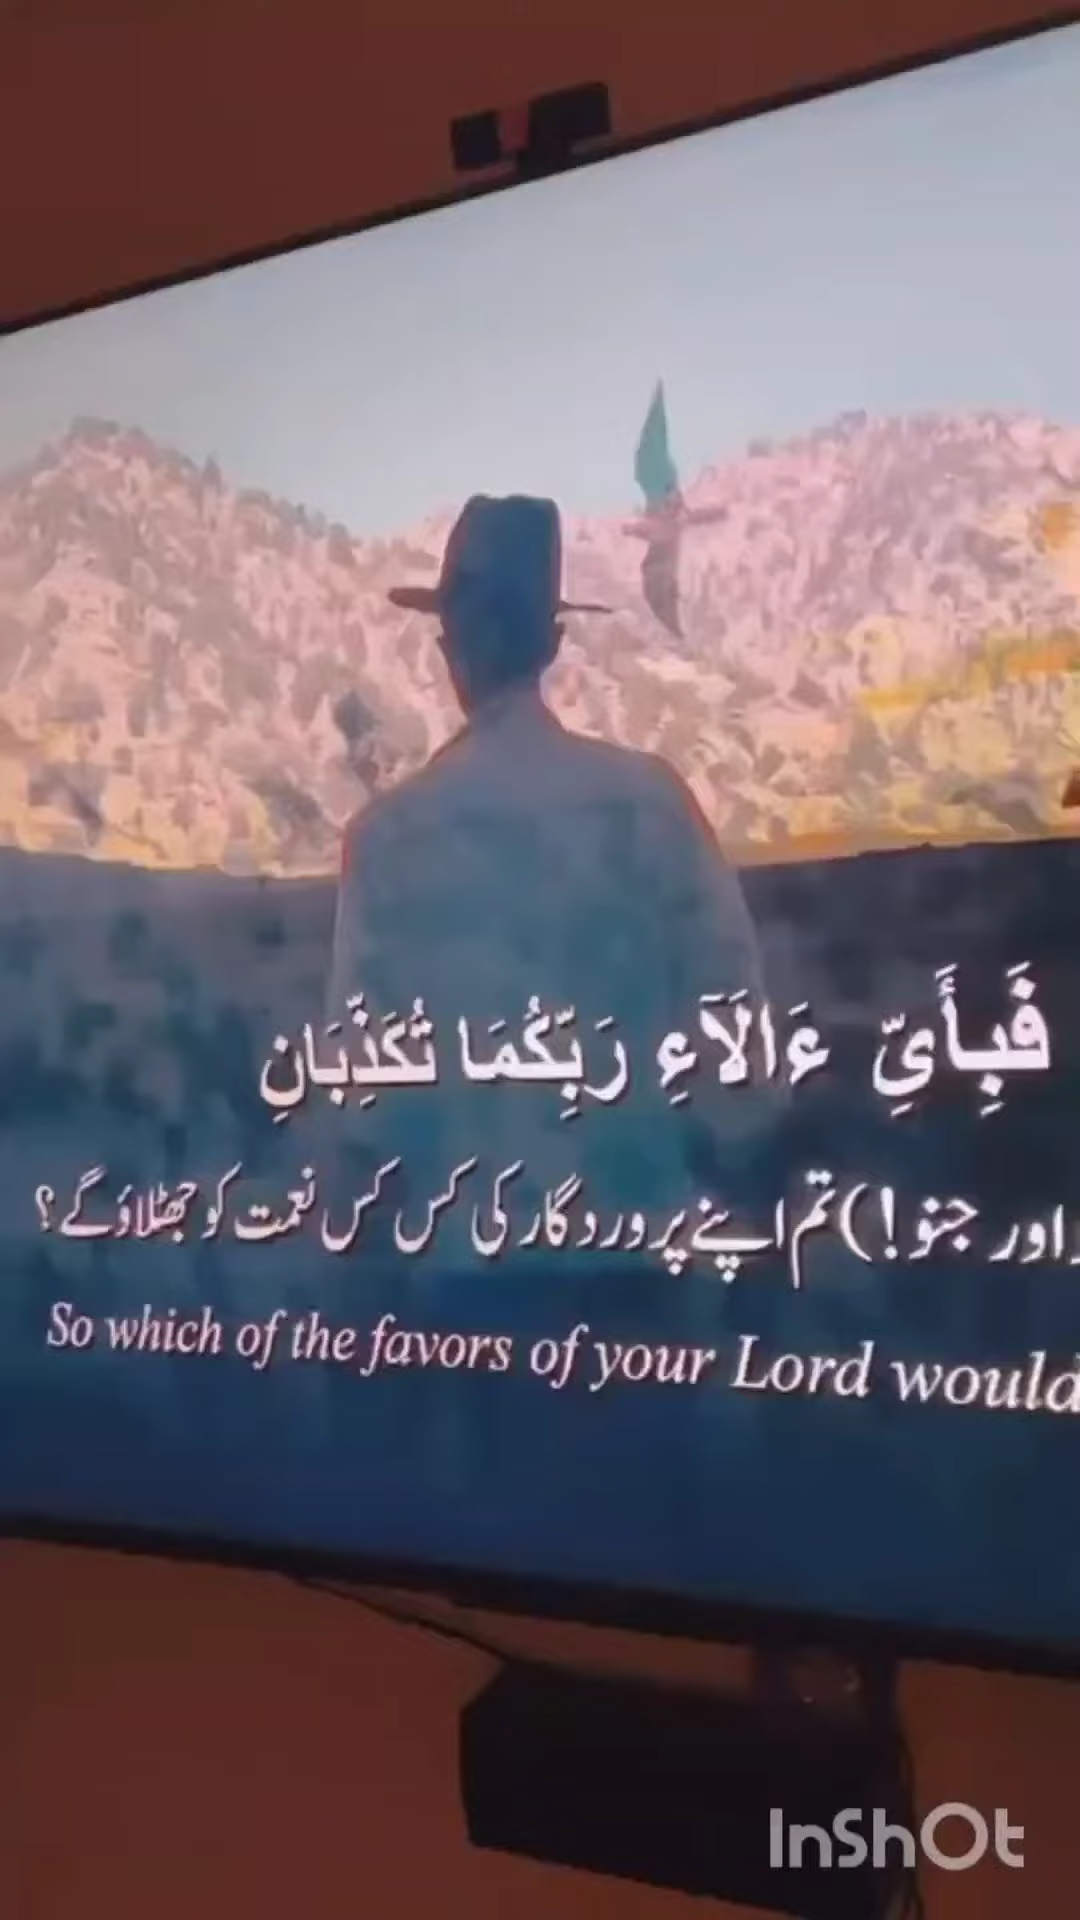 فَبِأَيِّ ءَالَآءِ رَبِّكُمَا تُكَذِّبَانِ
اور جنو!) تم اپنے پروردگار کی کس کس نعمت کو جھٹلاؤ گے؟
So which of the favors of your Lord would
InShOt